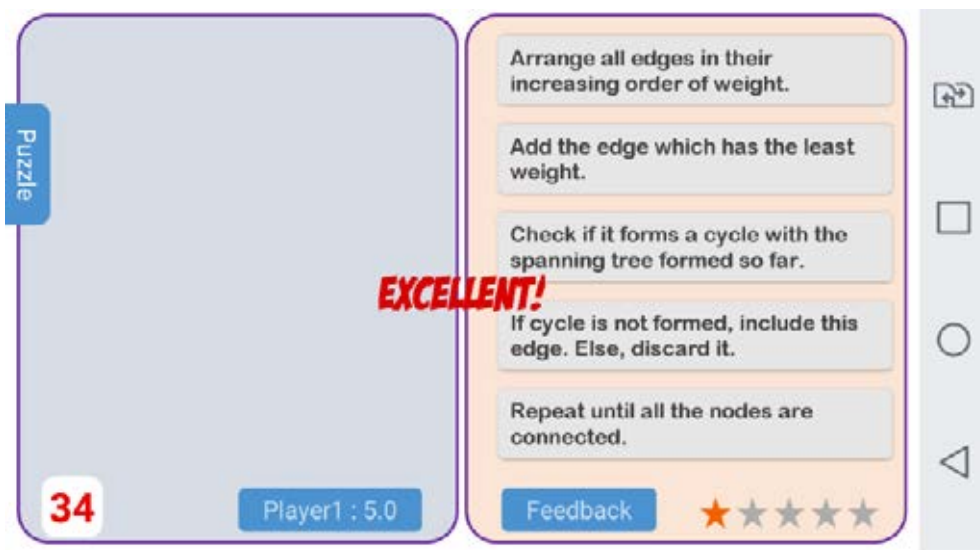 Puzzle
34
Player1 : 5.0
EXCELLENT!
Arrange all edges in their
increasing order of weight.
Add the edge which has the least
weight.
Check if it forms a cycle with the
spanning tree formed so far.
If cycle is not formed, include this
edge. Else, discard it.
Repeat until all the nodes are
connected.
Feedback